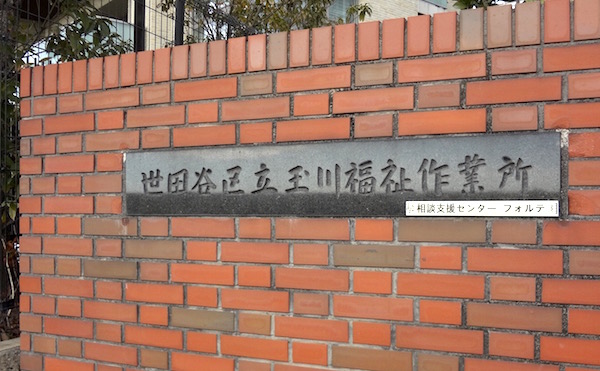 世田谷区立玉川福祉作業所
相談支援センター フォルテ